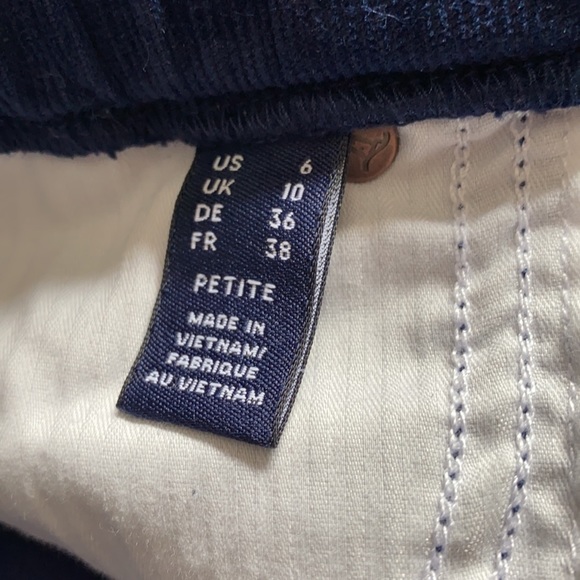 US 6
UK 10
DE 36
FR 38
PETITE
MADE IN
VIETNAM/
FABRIQUE
AU VIETNAM